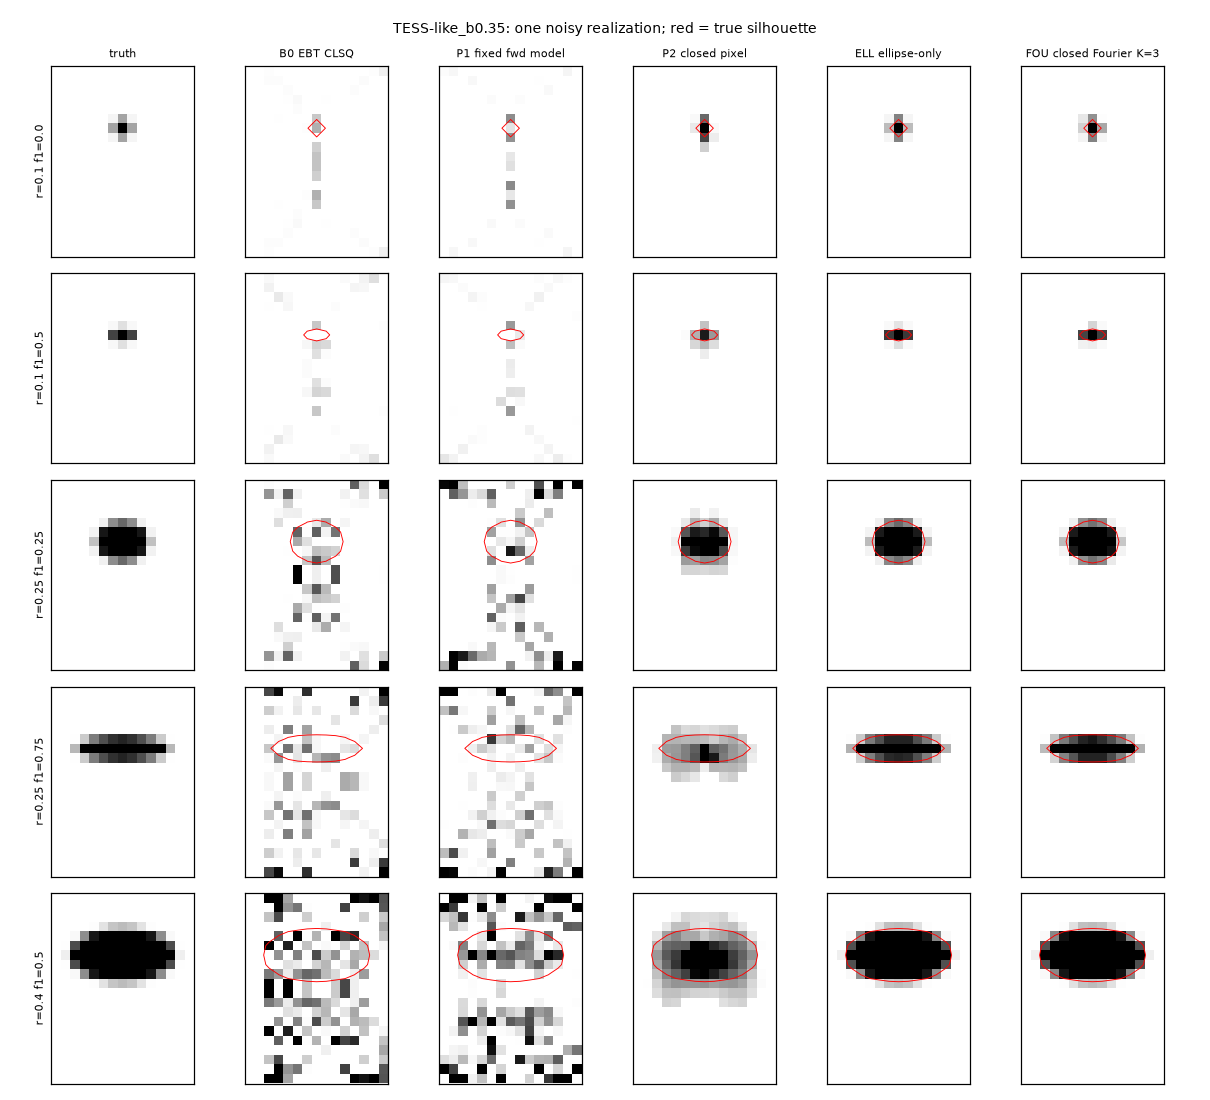 TESS-like_b0.35: one noisy realization; red = true silhouette
truth
B0 EBT CLSQ
P1 fixed fwd model
P2 closed pixel
ELL ellipse-only
FOU closed Fourier K=3
r=0.1 f1=0.0
r=0.1 f1=0.5
r=0.25 f1=0.25
r=0.25 f1=0.75
r=0.4 f1=0.5